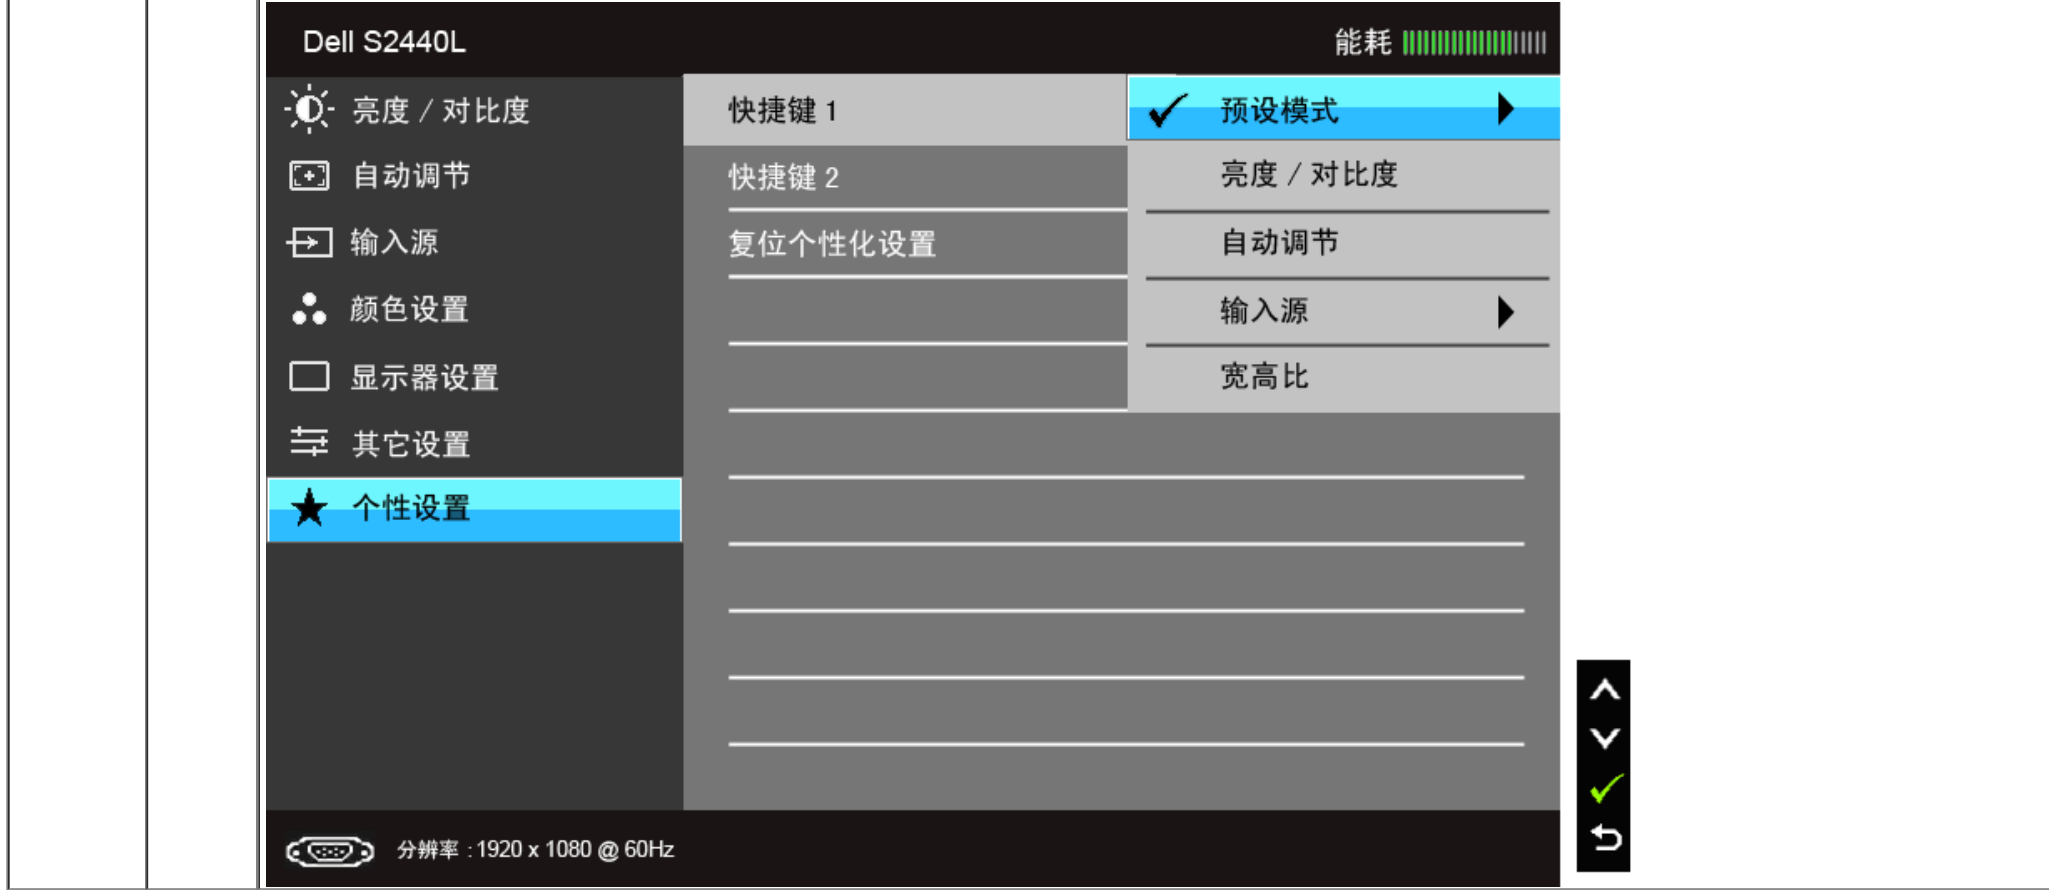 Dell S2440L
能耗
亮度 / 对比度
自动调节
输入源
颜色设置
显示器设置
其它设置
个性设置
快捷键 1
快捷键 2
复位个性化设置
预设模式
亮度 / 对比度
自动调节
输入源
宽高比
分辨率 : 1920 x 1080 @ 60Hz